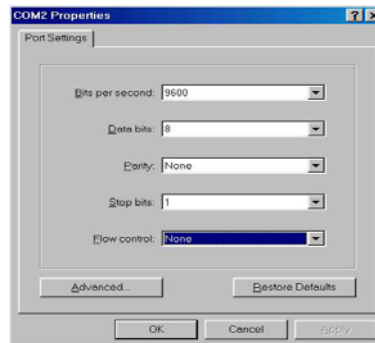 COM2 Properties
Port Settings
Bits per second: 9600
Data bits: 8
Parity: None
Stop bits: 1
Flow control: None
Advanced... Restore Defaults
OK Cancel Apply